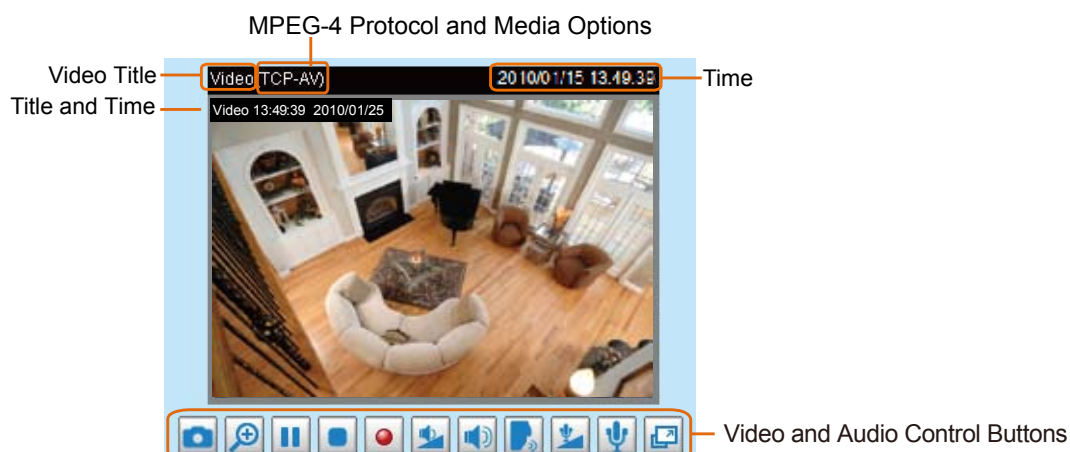 MPEG-4 Protocol and Media Options
Video Title
Video (TCP-AV)
2010/01/15 13.49.39
Time
Title and Time
Video 13:49:39 2010/01/25
Video and Audio Control Buttons